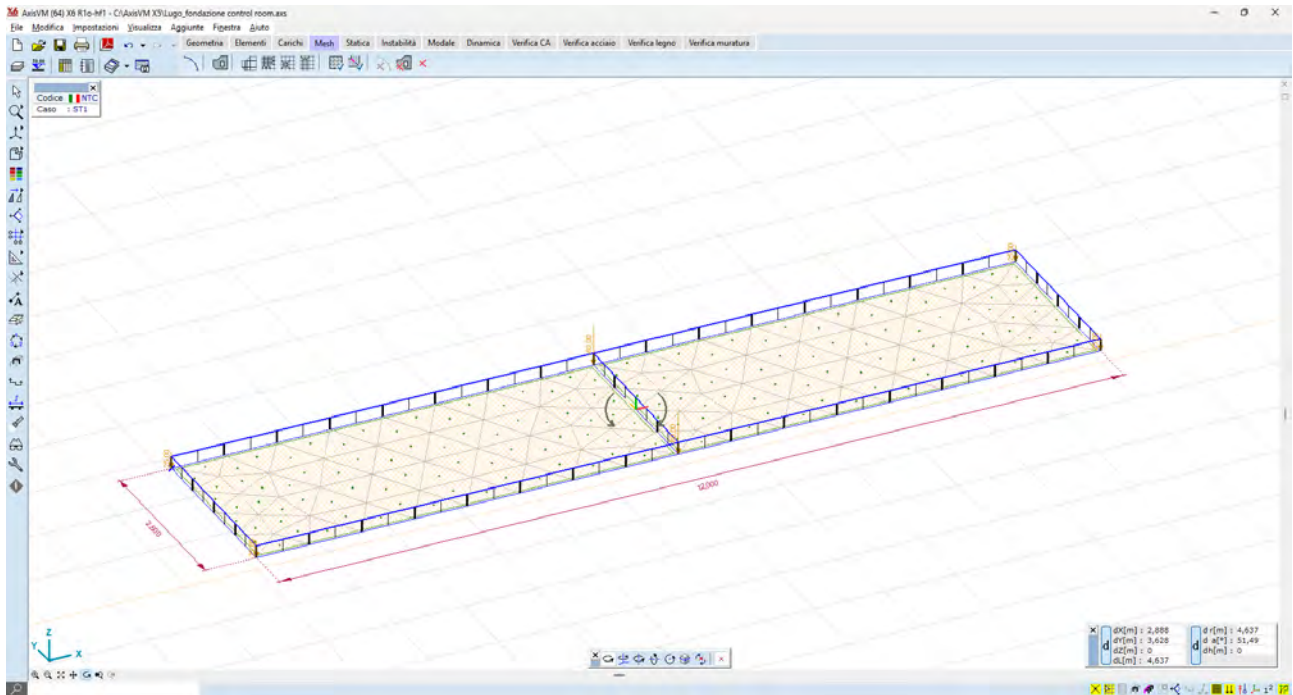 AxisVM (64) X6 R1o-hf1 - C:\AxisVM X5\Lugo_fondazione control room.axs
File Modifica Impostazioni Visualizza Aggiunte Finestra Aiuto
Geometria Elementi Carichi Mesh Statica Instabilità Modale Dinamica Verifica CA Verifica acciaio Verifica legno Verifica muratura
Codice NTC
Caso : ST1
12,000
2,600
Z
Y
X
dX[m] : 2,888
dY[m] : 3,628
dZ[m] : 0
dL[m] : 4,637
d
d r[m] : 4,637
d a[°] : 51,49
dh[m] : 0
d